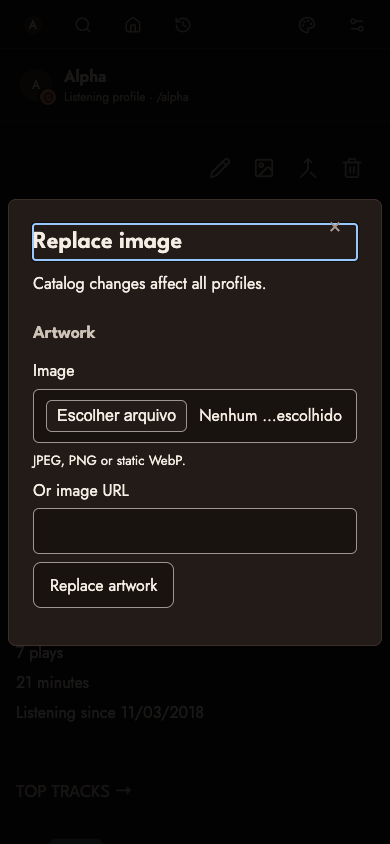 A
A
Alpha
Listening profile - /alpha
Replace image
×
Catalog changes affect all profiles.
Artwork
Image
Escolher arquivo Nenhum ...escolhido
JPEG, PNG or static WebP.
Or image URL
Replace artwork
7 plays
21 minutes
Listening since 11/03/2018
TOP TRACKS →